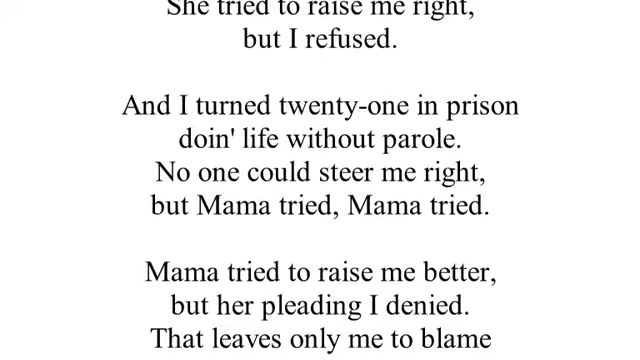 She tried to raise me right,
but I refused.
And I turned twenty-one in prison
doin' life without parole.
No one could steer me right,
but Mama tried, Mama tried.
Mama tried to raise me better,
but her pleading I denied.
That leaves only me to blame